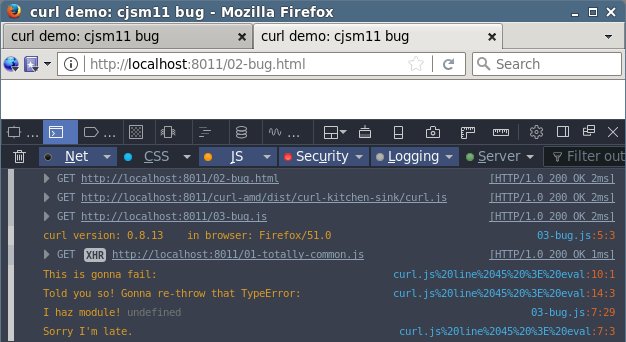 curl demo: cjsm11 bug - Mozilla Firefox
curl demo: cjsm11 bug curl demo: cjsm11 bug
http://localhost:8011/02-bug.html Search
... ... ... ...
Net CSS JS Security Logging Server Filter out
GET http://localhost:8011/02-bug.html [HTTP/1.0 200 OK 2ms]
GET http://localhost:8011/curl-amd/dist/curl-kitchen-sink/curl.js [HTTP/1.0 200 OK 2ms]
GET http://localhost:8011/03-bug.js [HTTP/1.0 200 OK 2ms]
curl version: 0.8.13 in browser: Firefox/51.0 03-bug.js:5:3
GET XHR http://localhost:8011/01-totally-common.js [HTTP/1.0 200 OK 1ms]
This is gonna fail: curl.js%20line%2045%20%3E%20eval:10:1
Told you so! Gonna re-throw that TypeError: curl.js%20line%2045%20%3E%20eval:14:3
I haz module! undefined 03-bug.js:7:29
Sorry I'm late. curl.js%20line%2045%20%3E%20eval:7:3